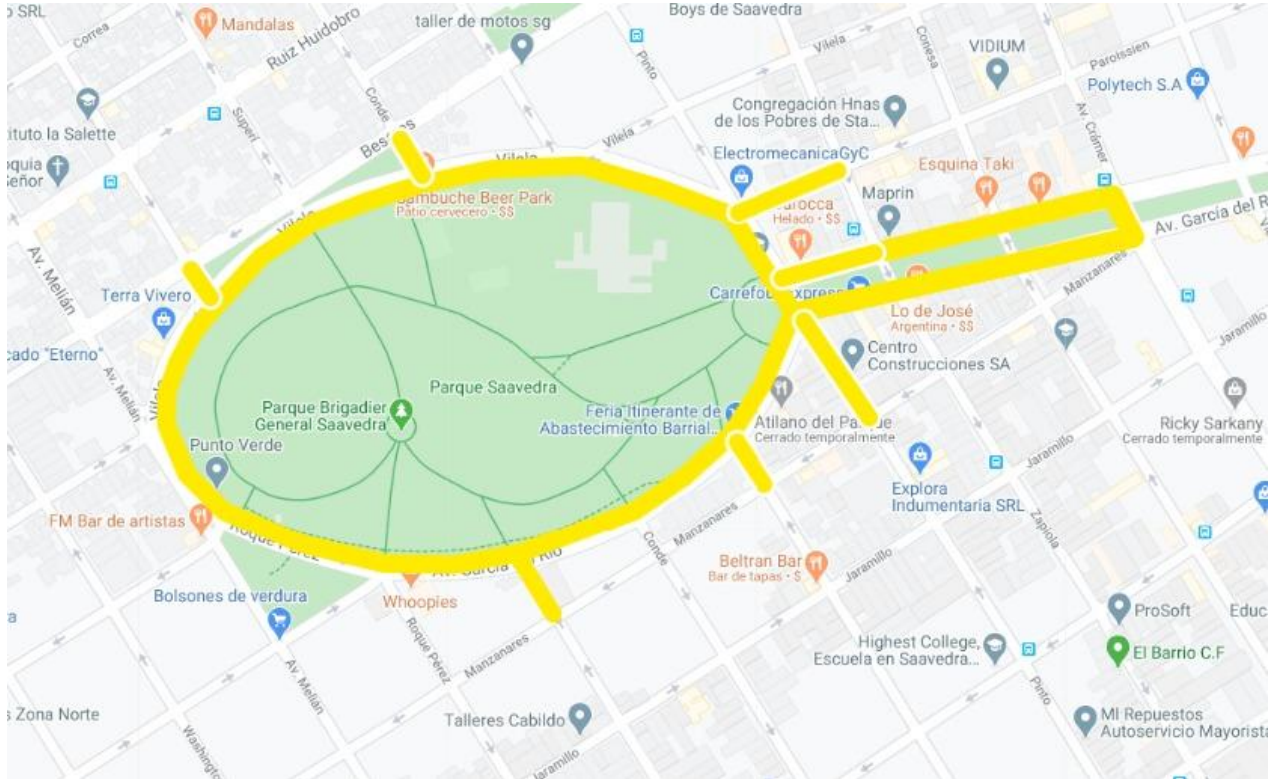 o SRL
Correa
Mandalas
Ruiz Huidobro
taller de motos sg
Pinto
Boys de Saavedra
Vilela
Conesa
VIDIUM
Paroissien
Polytech S.A
ituto la Salette
Superí
Conde
Congregación Hnas
de los Pobres de Sta...
Av. Crámer
oquia
Señor
Vilela
ElectromecanicaGyC
Esquina Taki
Maprin
ambuche Beer Park
Patio cervecero • $$
Helado • $$
Av. García del R
Vilela
Av. Melián
Terra Vivero
Carrefour Express
Manzanares
Lo de José
Argentina • $$
Jaramillo
cado "Eterno"
Centro
Construcciones SA
Av. Melián
Vilela
Parque Saavedra
Parque Brigadier
General Saavedra
Feria Itinerante de
Abastecimiento Barrial...
Atilano del Parque
Cerrado temporalmente
Ricky Sarkany
Cerrado temporalmente
Punto Verde
Jaramillo
Explora
Indumentaria SRL
FM Bar de artistas
Roque Pérez
Av. García del Río
Conde
Manzanares
Zapiola
Beltran Bar
Bar de tapas • $
Jaramillo
Bolsones de verdura
Whoopies
Roque Pérez
Manzanares
ProSoft
Educ
a
Highest College,
Escuela en Saavedra...
El Barrio C.F
Av. Melián
Pinto
s Zona Norte
Talleres Cabildo
MI Repuestos
Autoservicio Mayorista
Washington
Jaramillo